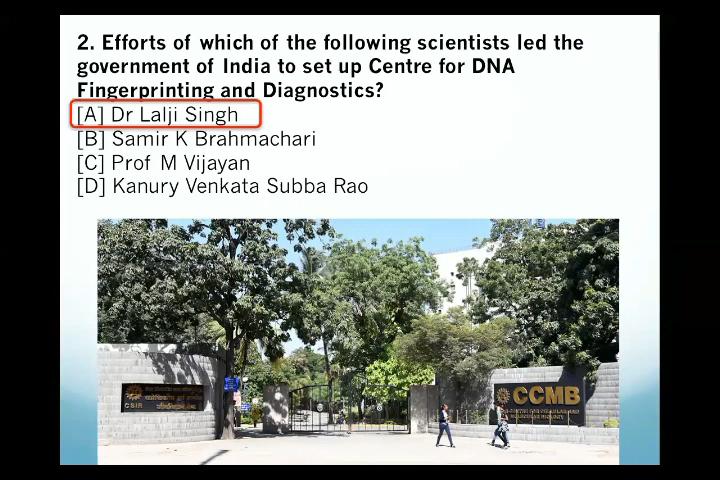 2. Efforts of which of the following scientists led the
government of India to set up Centre for DNA
Fingerprinting and Diagnostics?
[A] Dr Lalji Singh
[B] Samir K Brahmachari
[C] Prof M Vijayan
[D] Kanury Venkata Subba Rao
CSIR
CCMB